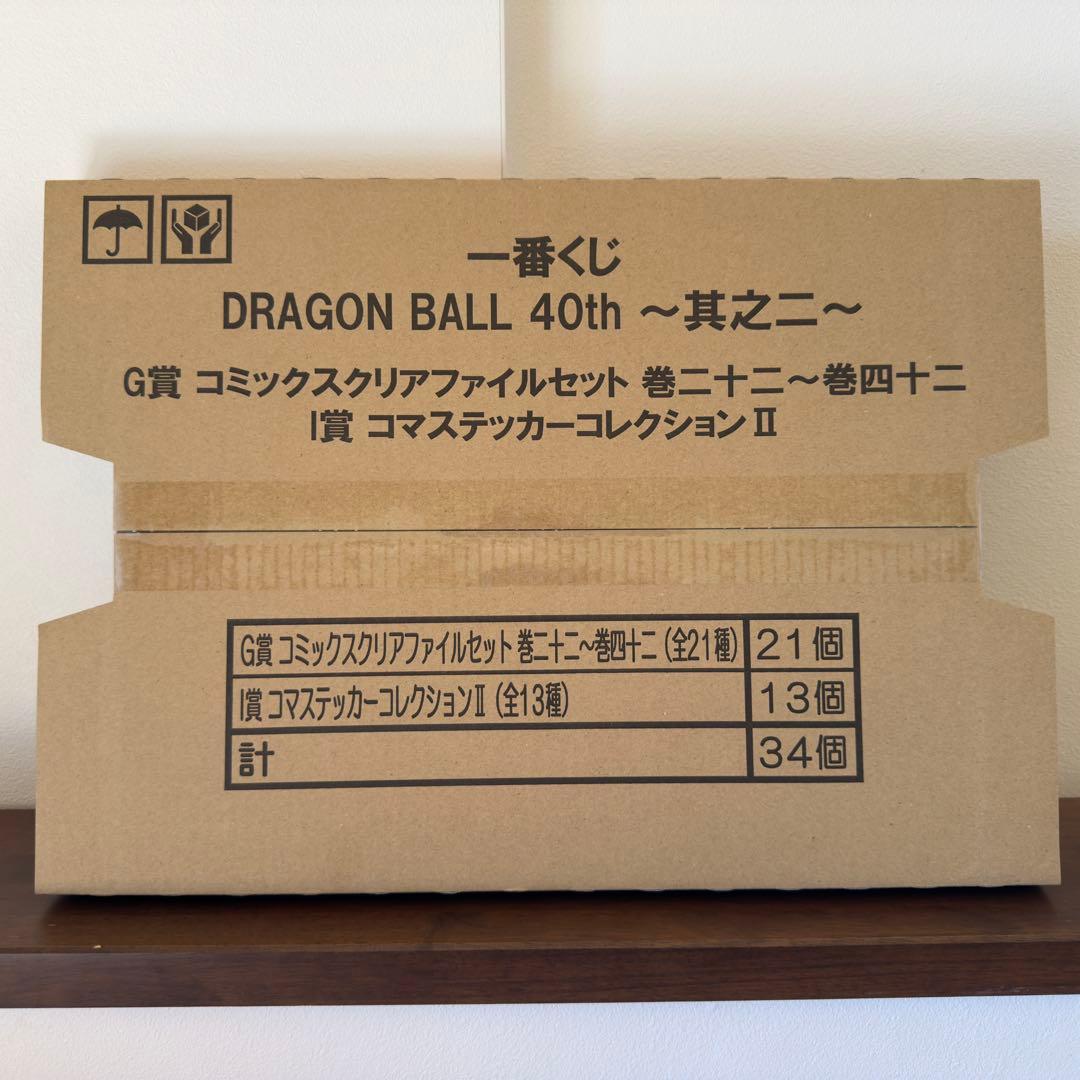 一番くじ
DRAGON BALL 40th ～其之二～
G賞 コミックスクリアファイルセット 巻二十二～巻四十二
I賞 コマステッカーコレクションⅡ
G賞 コミックスクリアファイルセット 巻二十二～巻四十二 (全21種) 21個
I賞 コマステッカーコレクションⅡ (全13種) 13個
計 34個